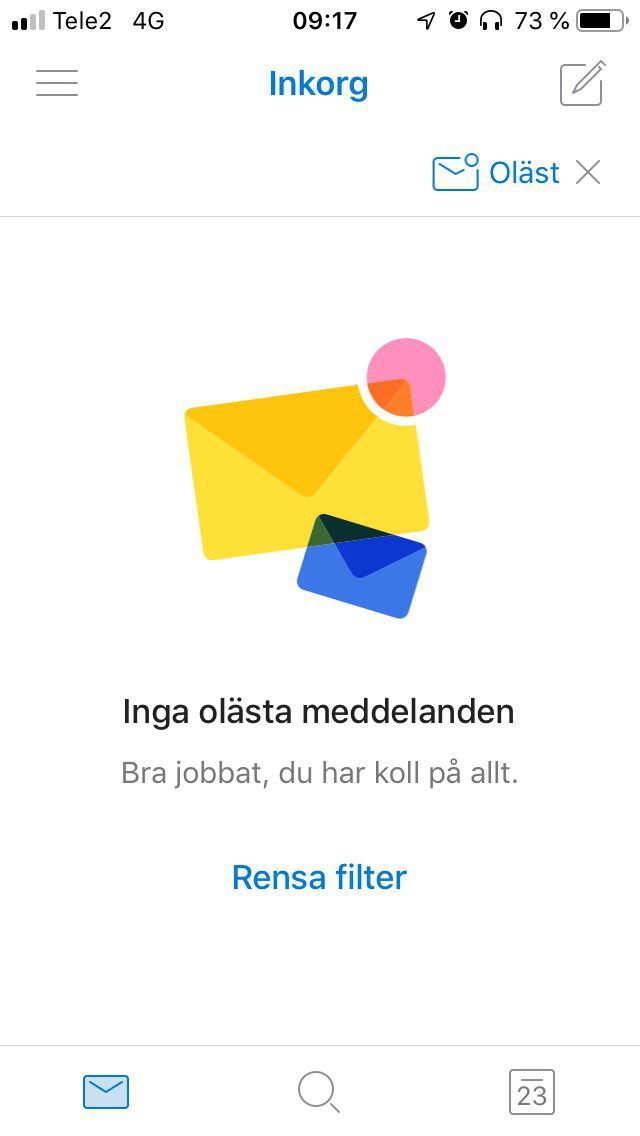 Tele2 4G 09:17 73 %
Inkorg
Oläst
Inga olästa meddelanden
Bra jobbat, du har koll på allt.
Rensa filter
23